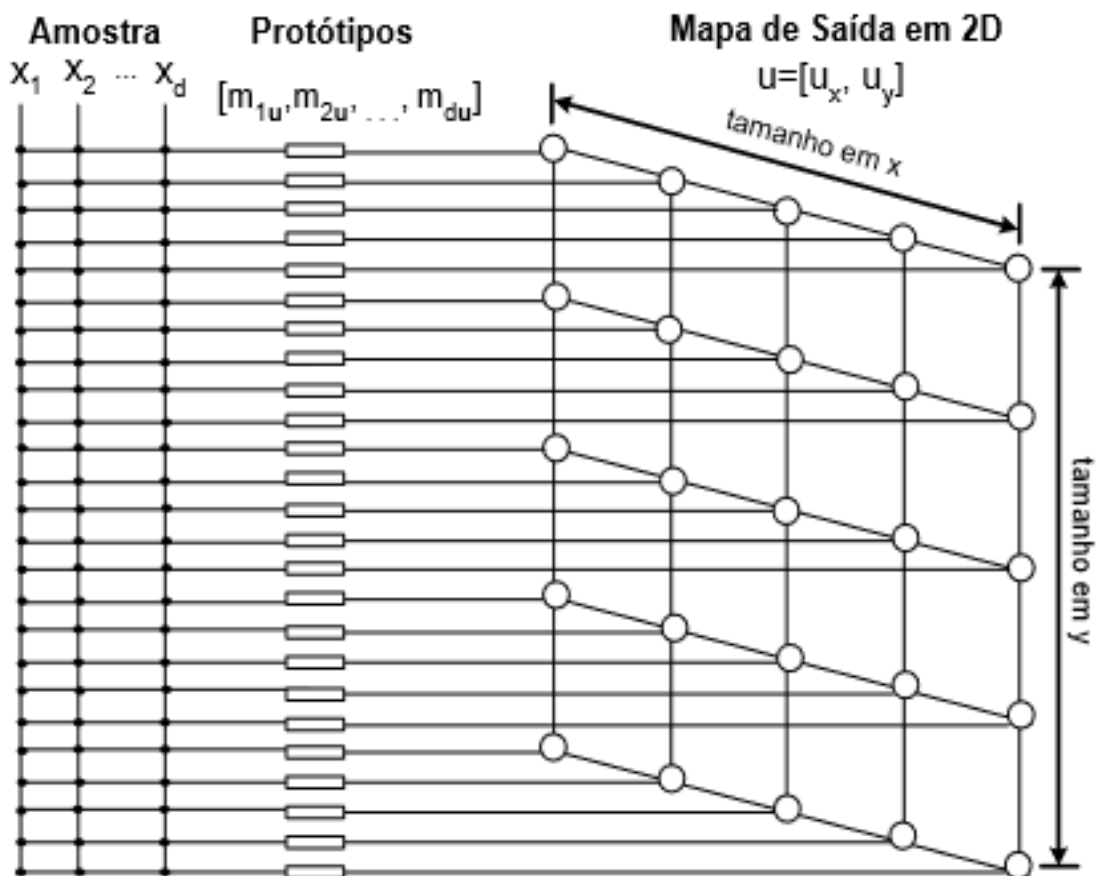 Amostra
X1 X2 ... Xd
Protótipos
[m1u,m2u, . . ., mdu]
Mapa de Saída em 2D
u=[ux, uy]
tamanho em x
tamanho em y